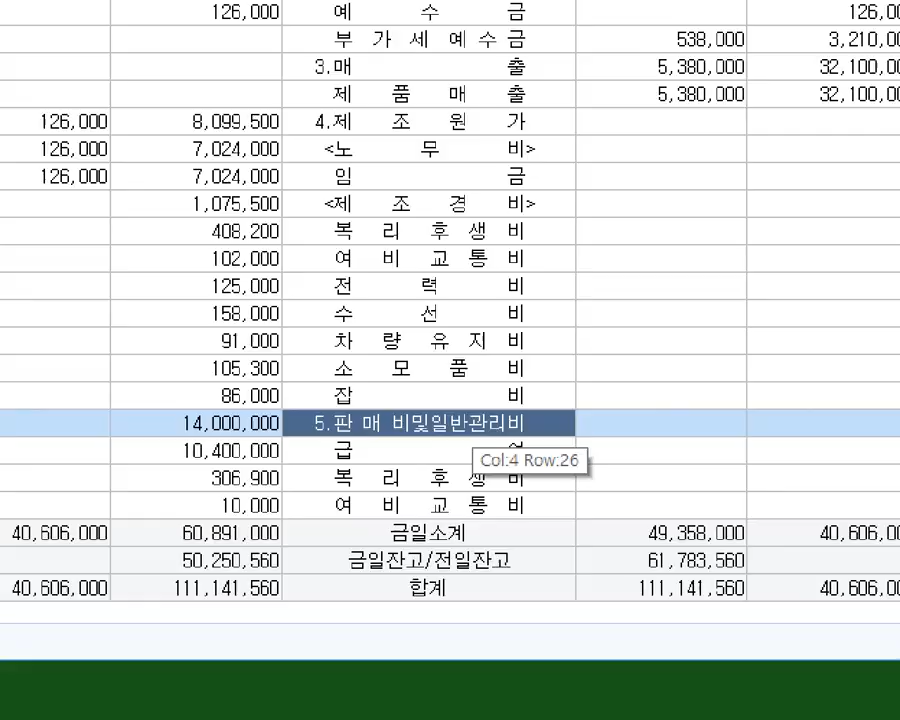 126,000 예 수 금 126,0
부 가 세 예 수 금 538,000 3,210,0
3.매 출 5,380,000 32,100,0
제 품 매 출 5,380,000 32,100,0
126,000 8,099,500 4.제 조 원 가
126,000 7,024,000 <노 무 비>
126,000 7,024,000 임 금
1,075,500 <제 조 경 비>
408,200 복 리 후 생 비
102,000 여 비 교 통 비
125,000 전 력 비
158,000 수 선 비
91,000 차 량 유 지 비
105,300 소 모 품 비
86,000 잡 비
14,000,000 5.판 매 비및일반관리비
10,400,000 급 여
Col:4 Row:26
306,900 복 리 후 생 비
10,000 여 비 교 통 비
40,606,000 60,891,000 금일소계 49,358,000 40,606,0
50,250,560 금일잔고/전일잔고 61,783,560
40,606,000 111,141,560 합계 111,141,560 40,606,0